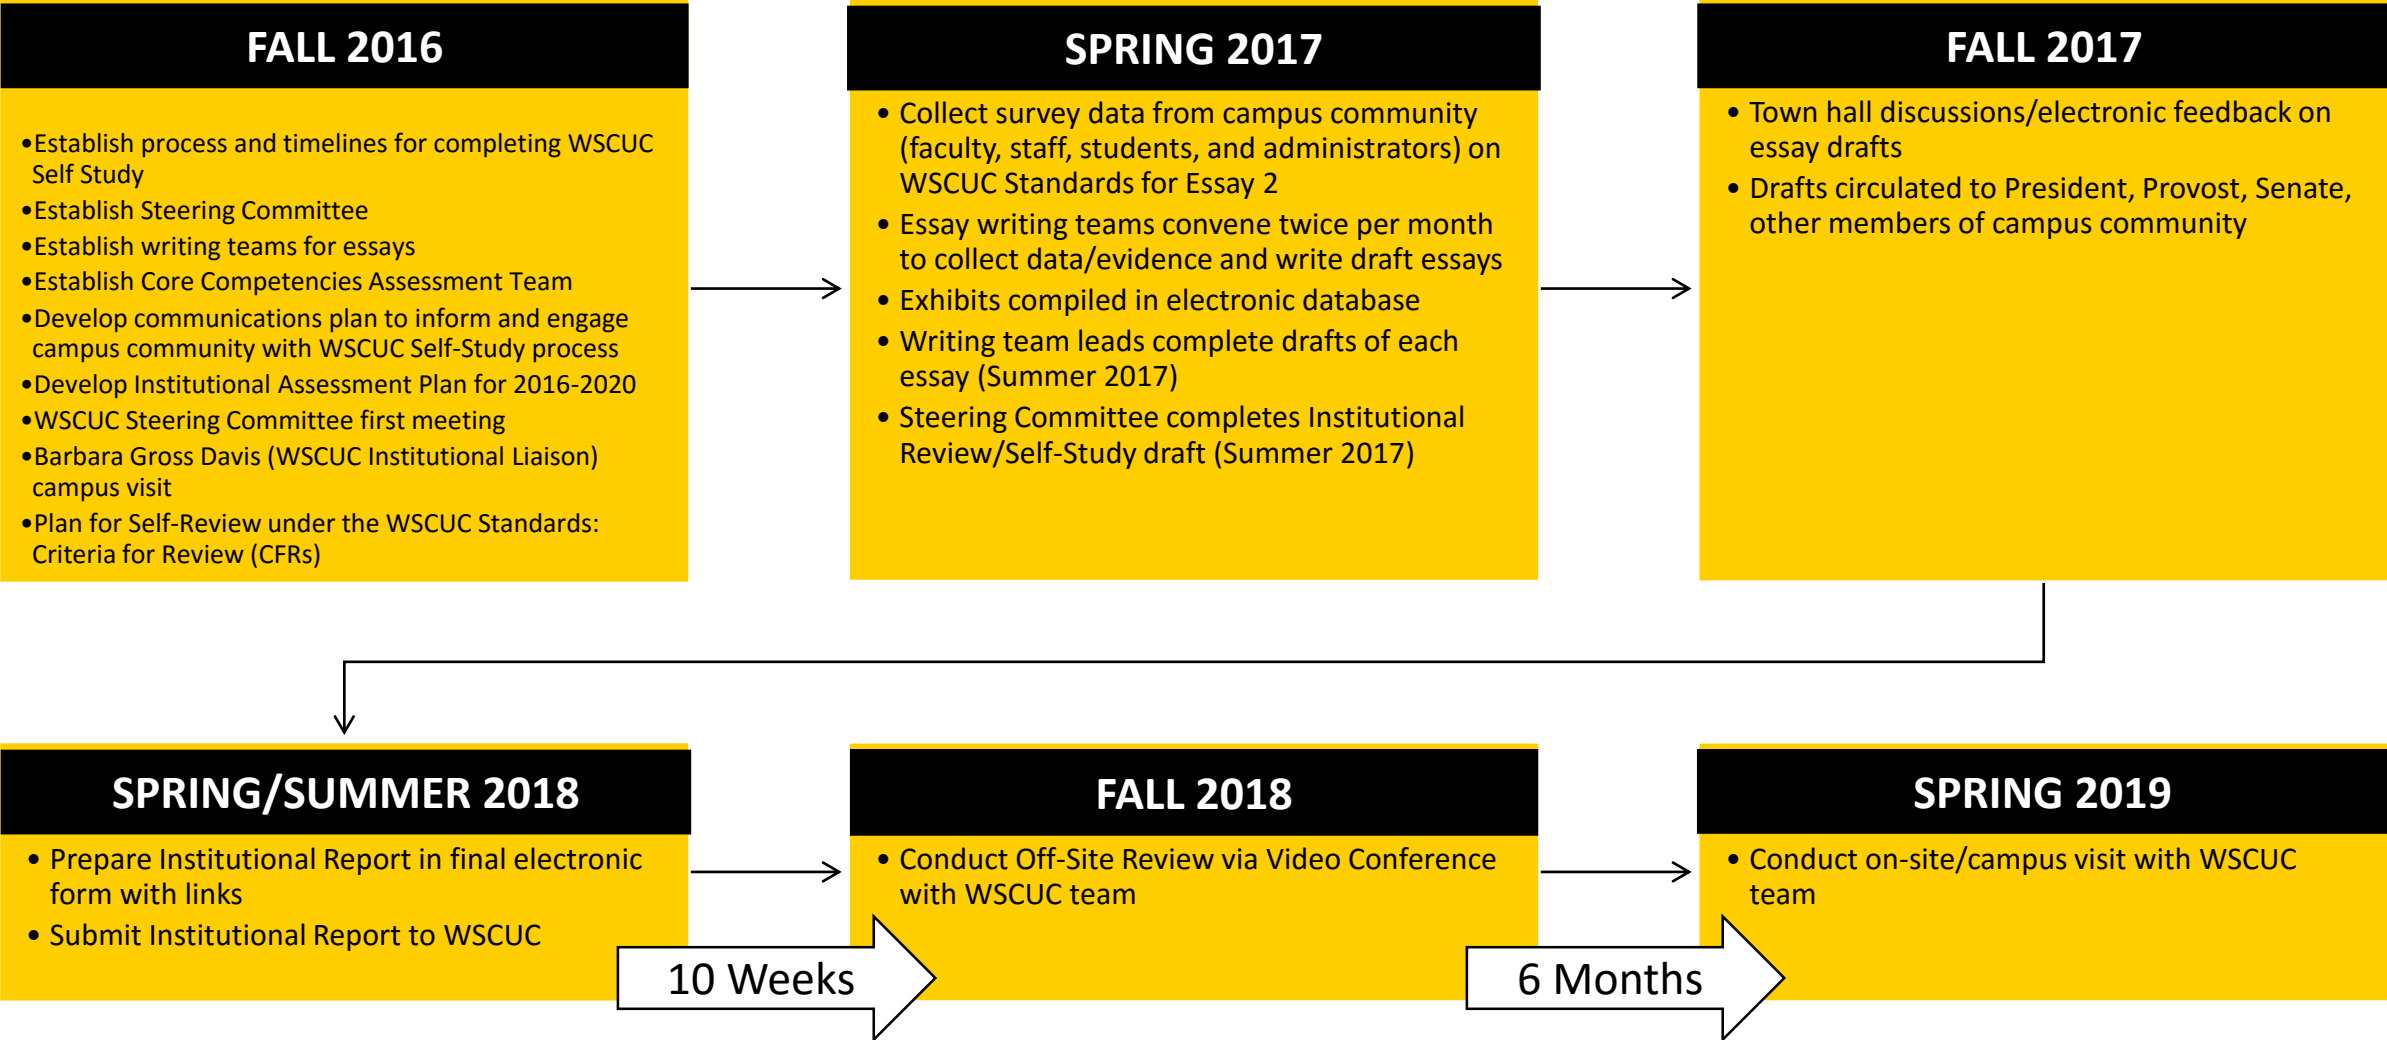 FALL 2016
•Establish process and timelines for completing WSCUC
Self Study
•Establish Steering Committee
•Establish writing teams for essays
•Establish Core Competencies Assessment Team
•Develop communications plan to inform and engage
campus community with WSCUC Self-Study process
•Develop Institutional Assessment Plan for 2016-2020
•WSCUC Steering Committee first meeting
•Barbara Gross Davis (WSCUC Institutional Liaison)
campus visit
•Plan for Self-Review under the WSCUC Standards:
Criteria for Review (CFRs)
SPRING 2017
• Collect survey data from campus community
(faculty, staff, students, and administrators) on
WSCUC Standards for Essay 2
• Essay writing teams convene twice per month
to collect data/evidence and write draft essays
• Exhibits compiled in electronic database
• Writing team leads complete drafts of each
essay (Summer 2017)
• Steering Committee completes Institutional
Review/Self-Study draft (Summer 2017)
FALL 2017
• Town hall discussions/electronic feedback on
essay drafts
• Drafts circulated to President, Provost, Senate,
other members of campus community
SPRING/SUMMER 2018
• Prepare Institutional Report in final electronic
form with links
• Submit Institutional Report to WSCUC
10 Weeks
FALL 2018
• Conduct Off-Site Review via Video Conference
with WSCUC team
6 Months
SPRING 2019
• Conduct on-site/campus visit with WSCUC
team